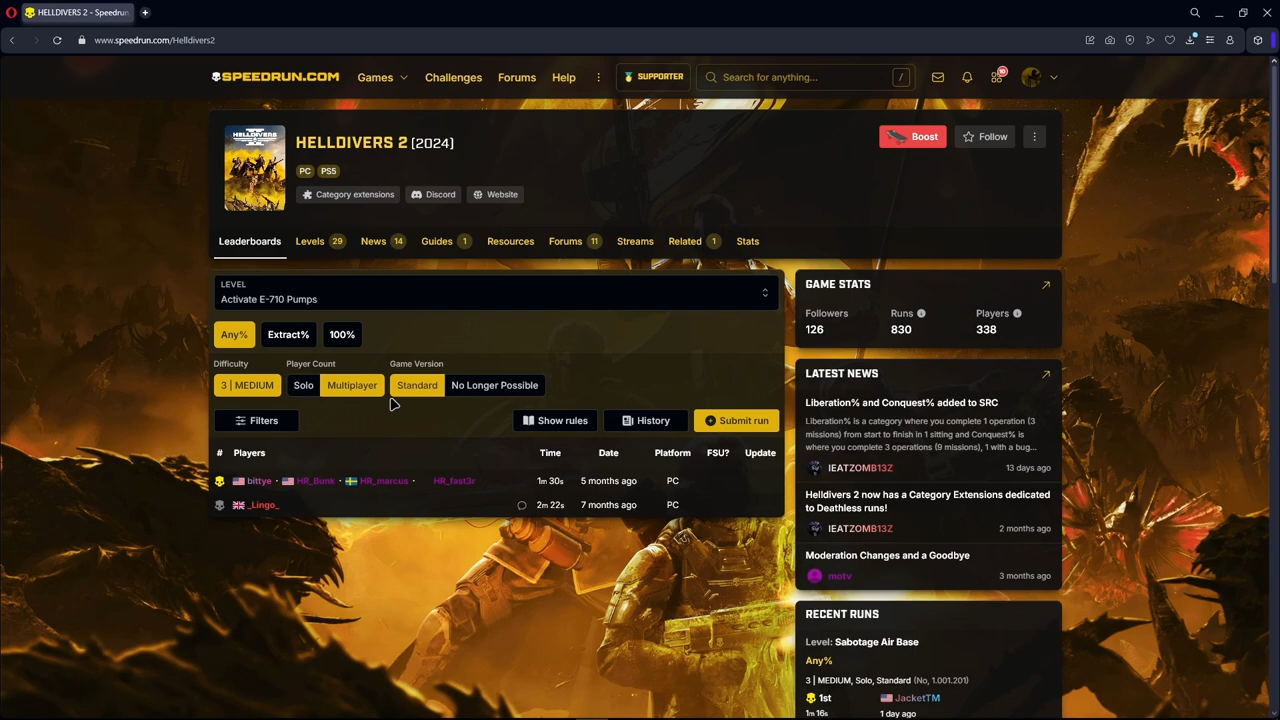 HELLDIVERS 2 - Speedrun
www.speedrun.com/Helldivers2
SPEEDRUN.COM
Games
Challenges
Forums
Help
SUPPORTER
Search for anything...
/
HELLDIVERS 2 [2024]
Boost
Follow
PC
PS5
Category extensions
Discord
Website
Leaderboards
Levels 29
News 14
Guides 1
Resources
Forums 11
Streams
Related 1
Stats
LEVEL
Activate E-710 Pumps
Any%
Extract%
100%
Difficulty
Player Count
Game Version
3 | MEDIUM
Solo
Multiplayer
Standard
No Longer Possible
Filters
Show rules
History
Submit run
# Players Time Date Platform FSU? Update
bittye · HR_Bunk · HR_marcus · HR_fast3r 1m 30s 5 months ago PC
_Lingo_ 2m 22s 7 months ago PC
GAME STATS
Followers Runs Players
126 830 338
LATEST NEWS
Liberation% and Conquest% added to SRC
Liberation% is a category where you complete 1 operation (3
missions) from start to finish in 1 sitting and Conquest% is
where you complete 3 operations (9 missions), 1 with a bug...
IEATZOMB13Z 13 days ago
Helldivers 2 now has a Category Extensions dedicated
to Deathless runs!
IEATZOMB13Z 2 months ago
Moderation Changes and a Goodbye
motv 3 months ago
RECENT RUNS
Level: Sabotage Air Base
Any%
3 | MEDIUM, Solo, Standard (No, 1.001.201)
1st JacketTM
1m 16s 1 day ago